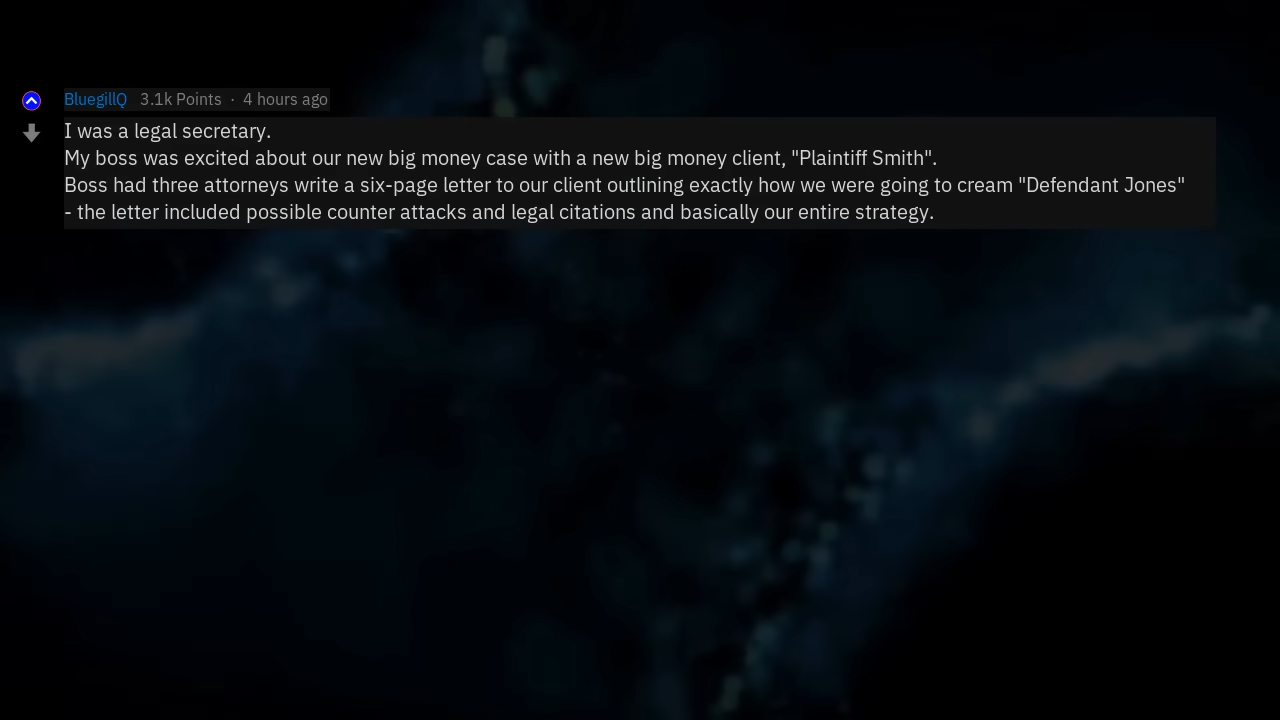 BluegillQ 3.1k Points · 4 hours ago
I was a legal secretary.
My boss was excited about our new big money case with a new big money client, "Plaintiff Smith".
Boss had three attorneys write a six-page letter to our client outlining exactly how we were going to cream "Defendant Jones"
- the letter included possible counter attacks and legal citations and basically our entire strategy.